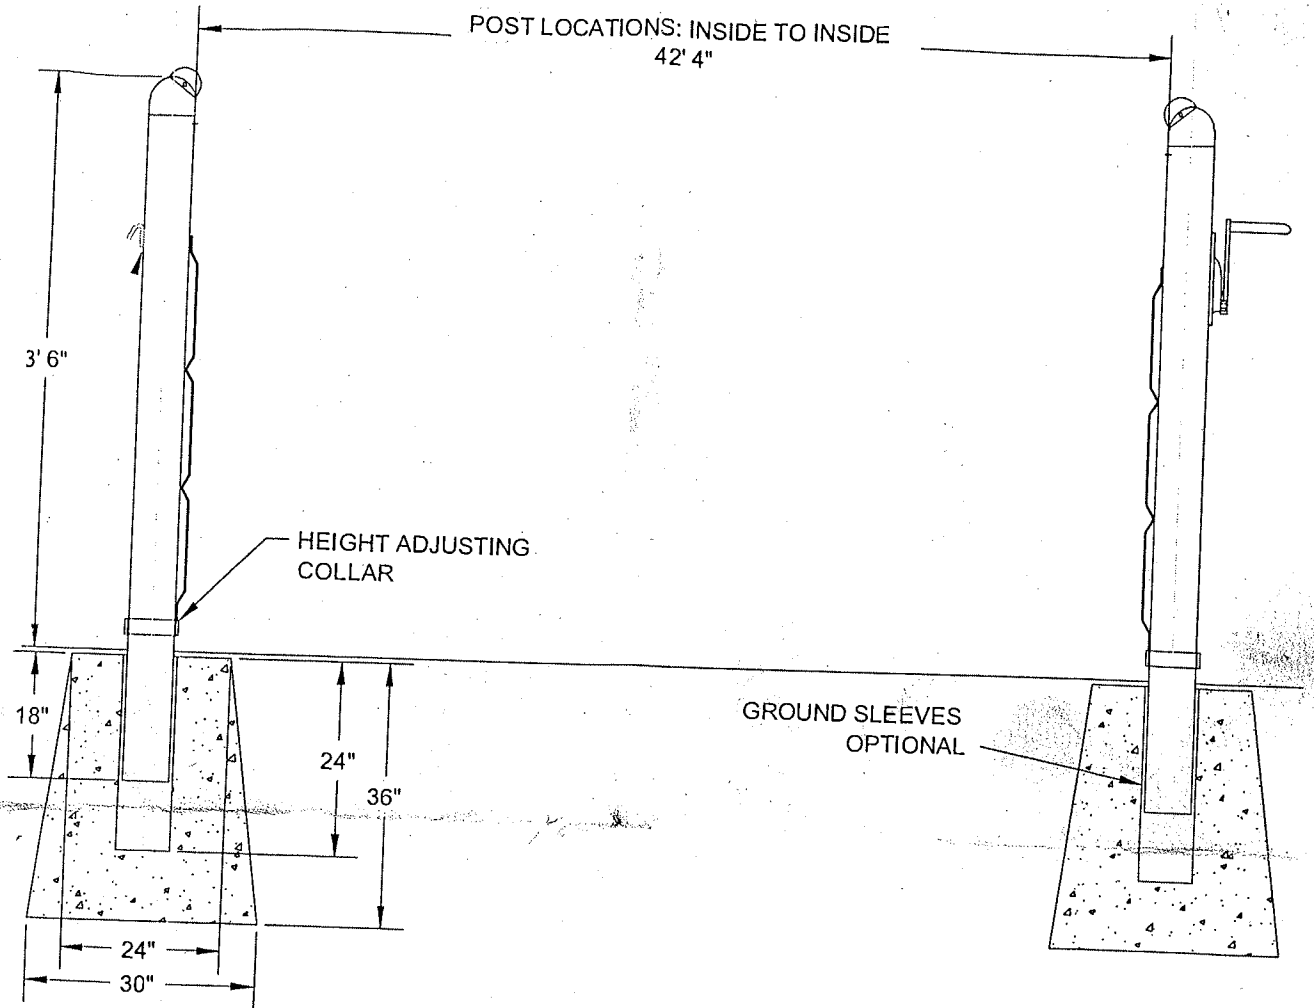 POST LOCATIONS: INSIDE TO INSIDE
42' 4"
3' 6"
HEIGHT ADJUSTING
COLLAR
18"
24"
36"
GROUND SLEEVES
OPTIONAL
24"
30"